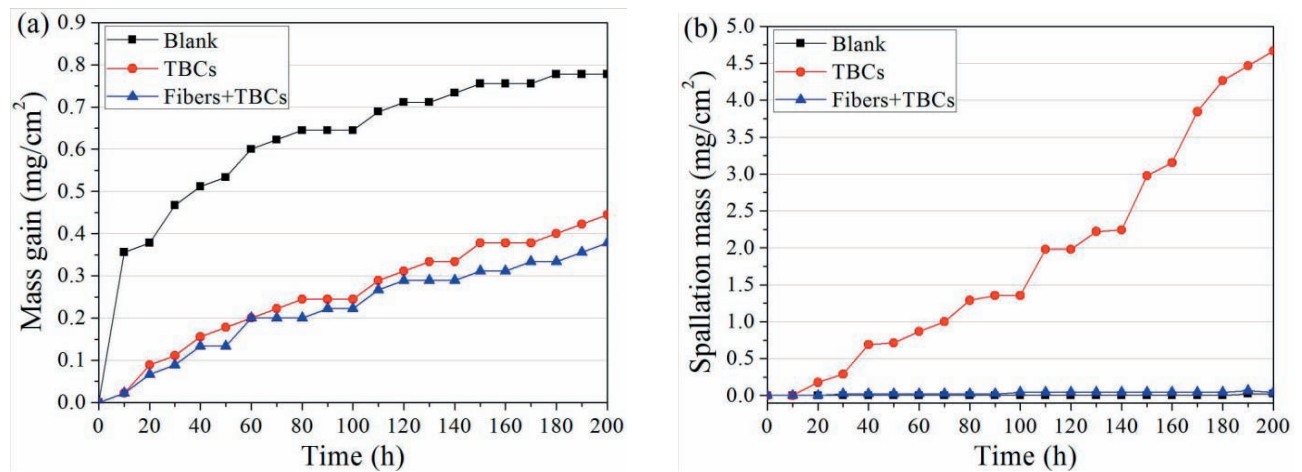 (a)
Blank
TBCs
Fibers+TBCs
Mass gain (mg/cm²)
0.9
0.8
0.7
0.6
0.5
0.4
0.3
0.2
0.1
0.0
0 20 40 60 80 100 120 140 160 180 200
Time (h)
(b)
Blank
TBCs
Fibers+TBCs
Spallation mass (mg/cm²)
5.0
4.5
4.0
3.5
3.0
2.5
2.0
1.5
1.0
0.5
0.0
0 20 40 60 80 100 120 140 160 180 200
Time (h)